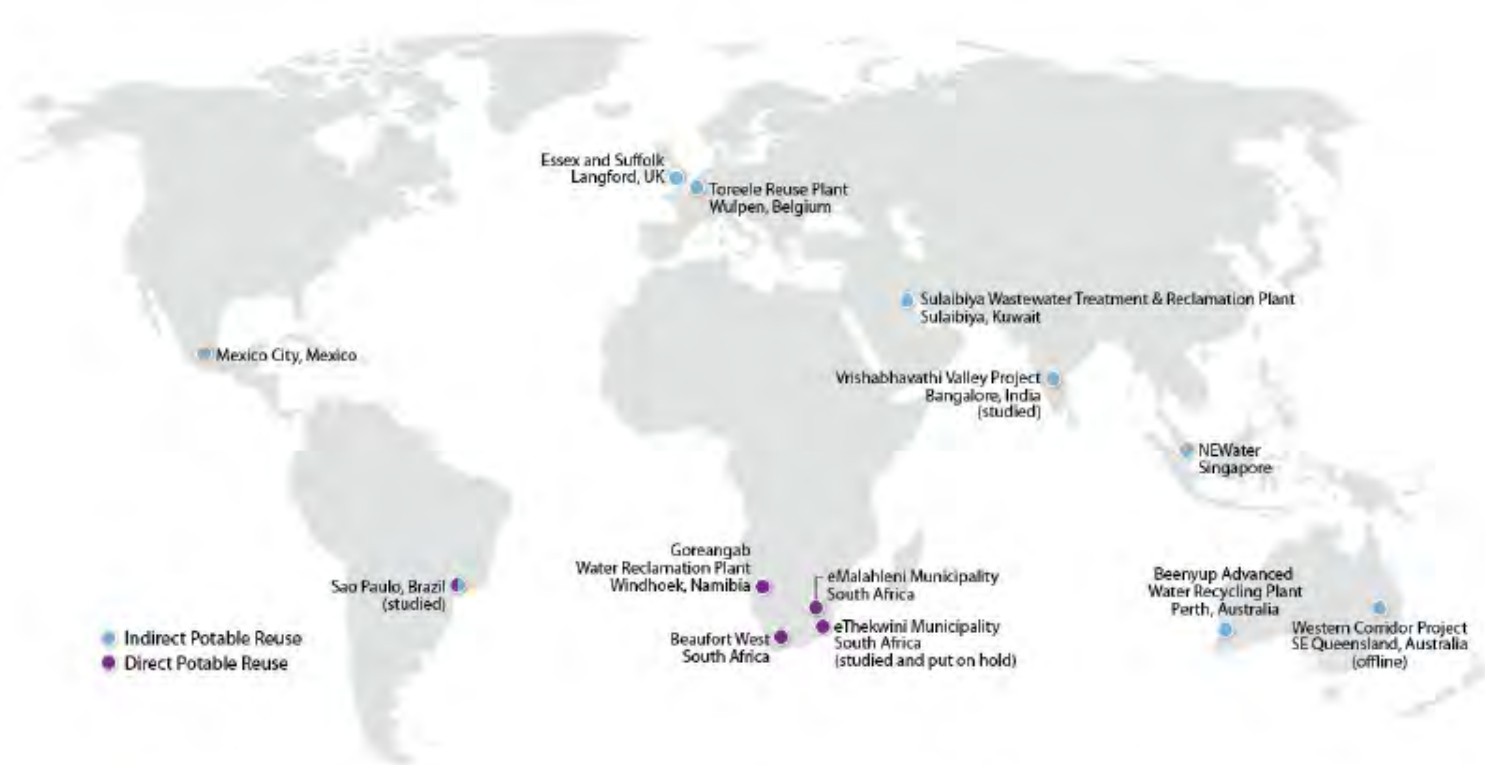 Essex and Suffolk
Langford, UK
Toreele Reuse Plant
Wulpen, Belgium
Sulaibiya Wastewater Treatment & Reclamation Plant
Sulaibiya, Kuwait
Mexico City, Mexico
Vrishabhavathi Valley Project
Bangalore, India
(studied)
NEWater
Singapore
Goreangab
Water Reclamation Plant
Windhoek, Namibia
eMalahleni Municipality
South Africa
Sao Paulo, Brazil
(studied)
Beaufort West
South Africa
eThekwini Municipality
South Africa
(studied and put on hold)
Beenyup Advanced
Water Recycling Plant
Perth, Australia
Western Corridor Project
SE Queensland, Australia
(offline)
Indirect Potable Reuse
Direct Potable Reuse